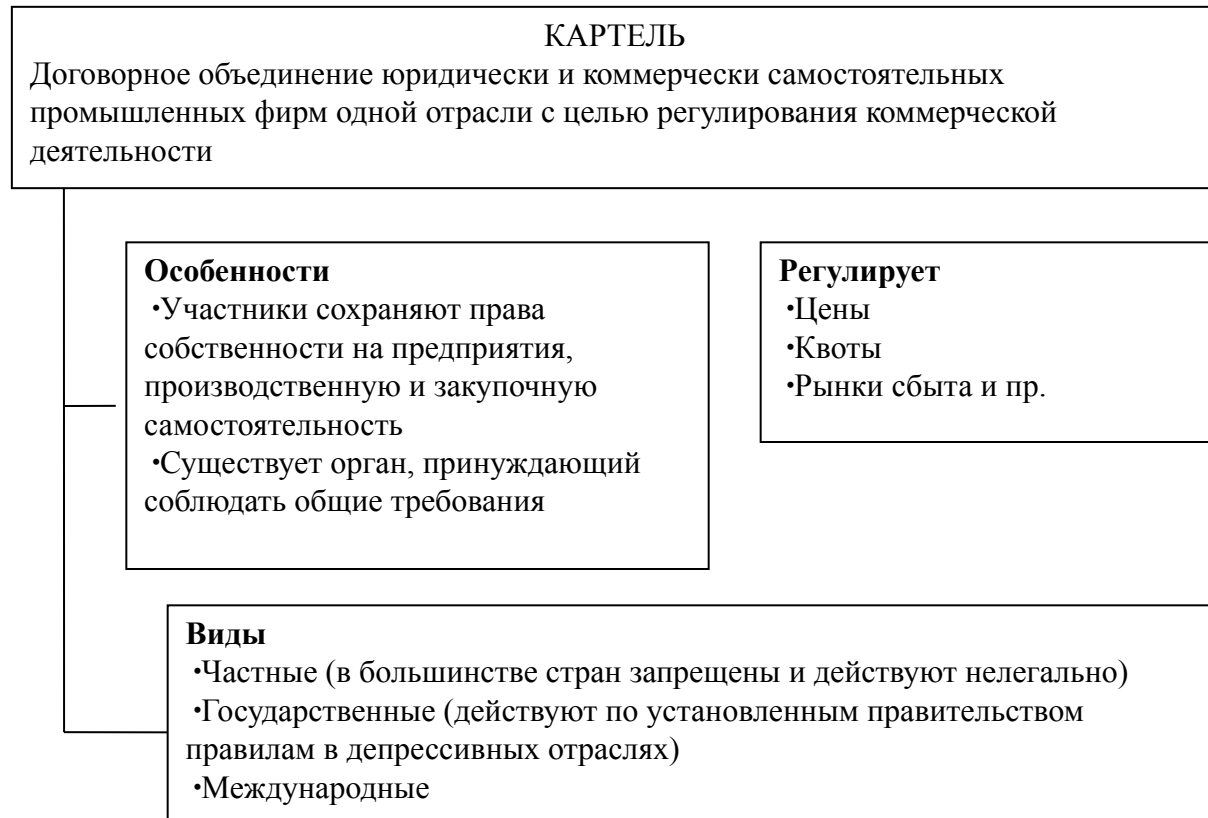 КАРТЕЛЬ
Договорное объединение юридически и коммерчески самостоятельных
промышленных фирм одной отрасли с целью регулирования коммерческой
деятельности
Особенности
·Участники сохраняют права
собственности на предприятия,
производственную и закупочную
самостоятельность
·Существует орган, принуждающий
соблюдать общие требования
Регулирует
·Цены
·Квоты
·Рынки сбыта и пр.
Виды
·Частные (в большинстве стран запрещены и действуют нелегально)
·Государственные (действуют по установленным правительством
правилам в депрессивных отраслях)
·Международные